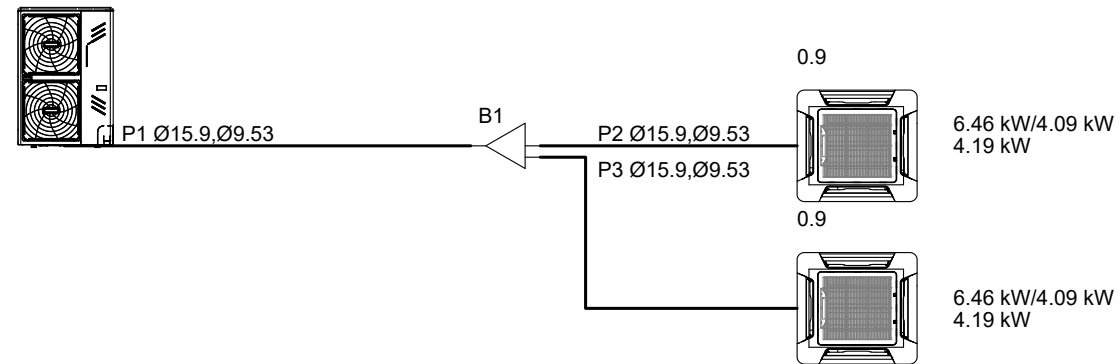 0.9
B1
P1 Ø15.9,Ø9.53
P2 Ø15.9,Ø9.53
6.46 kW/4.09 kW
4.19 kW
P3 Ø15.9,Ø9.53
0.9
6.46 kW/4.09 kW
4.19 kW